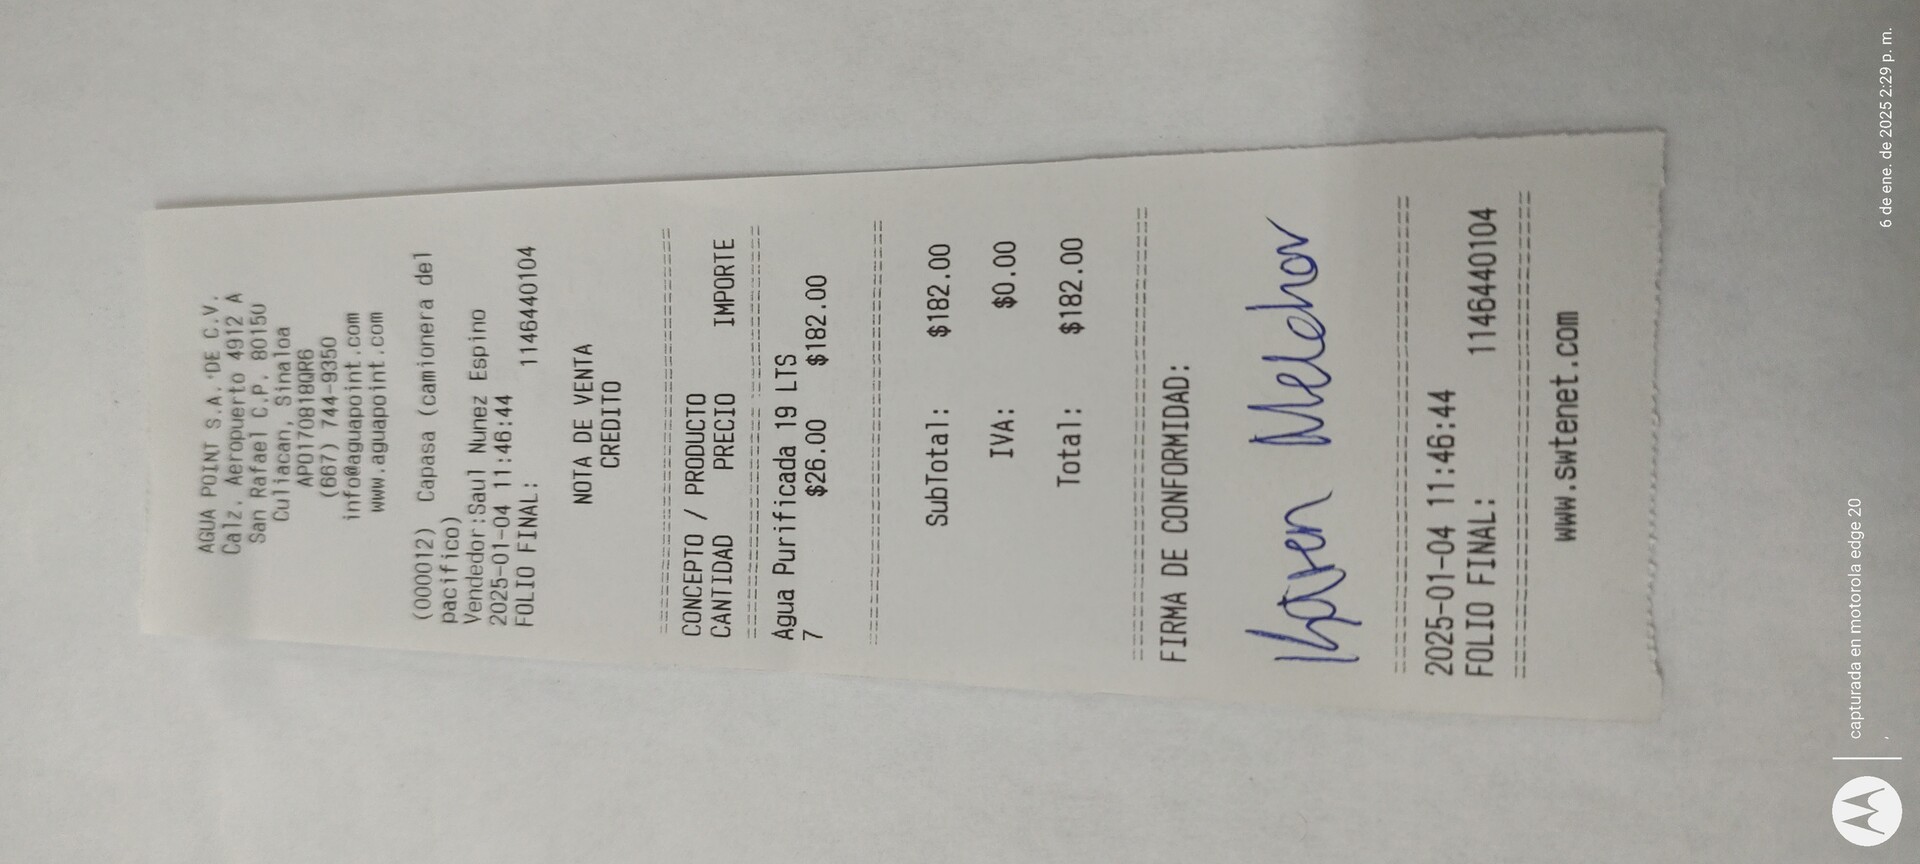 AGUA POINT S.A. DE C.V.
Calz. Aeropuerto 4912 A
San Rafael C.P. 80150
Culiacan, Sinaloa
APO170818QR6
(667) 744-9350
info@aguapoint.com
www.aguapoint.com
(000012) Capasa (camionera del
pacifico)
Vendedor:Saul Nunez Espino
2025-01-04 11:46:44
FOLIO FINAL: 1146440104
NOTA DE VENTA
CREDITO
CONCEPTO / PRODUCTO
CANTIDAD PRECIO IMPORTE
Agua Purificada 19 LTS
7 $26.00 $182.00
SubTotal: $182.00
IVA: $0.00
Total: $182.00
FIRMA DE CONFORMIDAD:
Karen Melchor
2025-01-04 11:46:44
FOLIO FINAL: 1146440104
www.swtenet.com
capturada en motorola edge 20
6 de ene. de 2025 2:29 p. m.